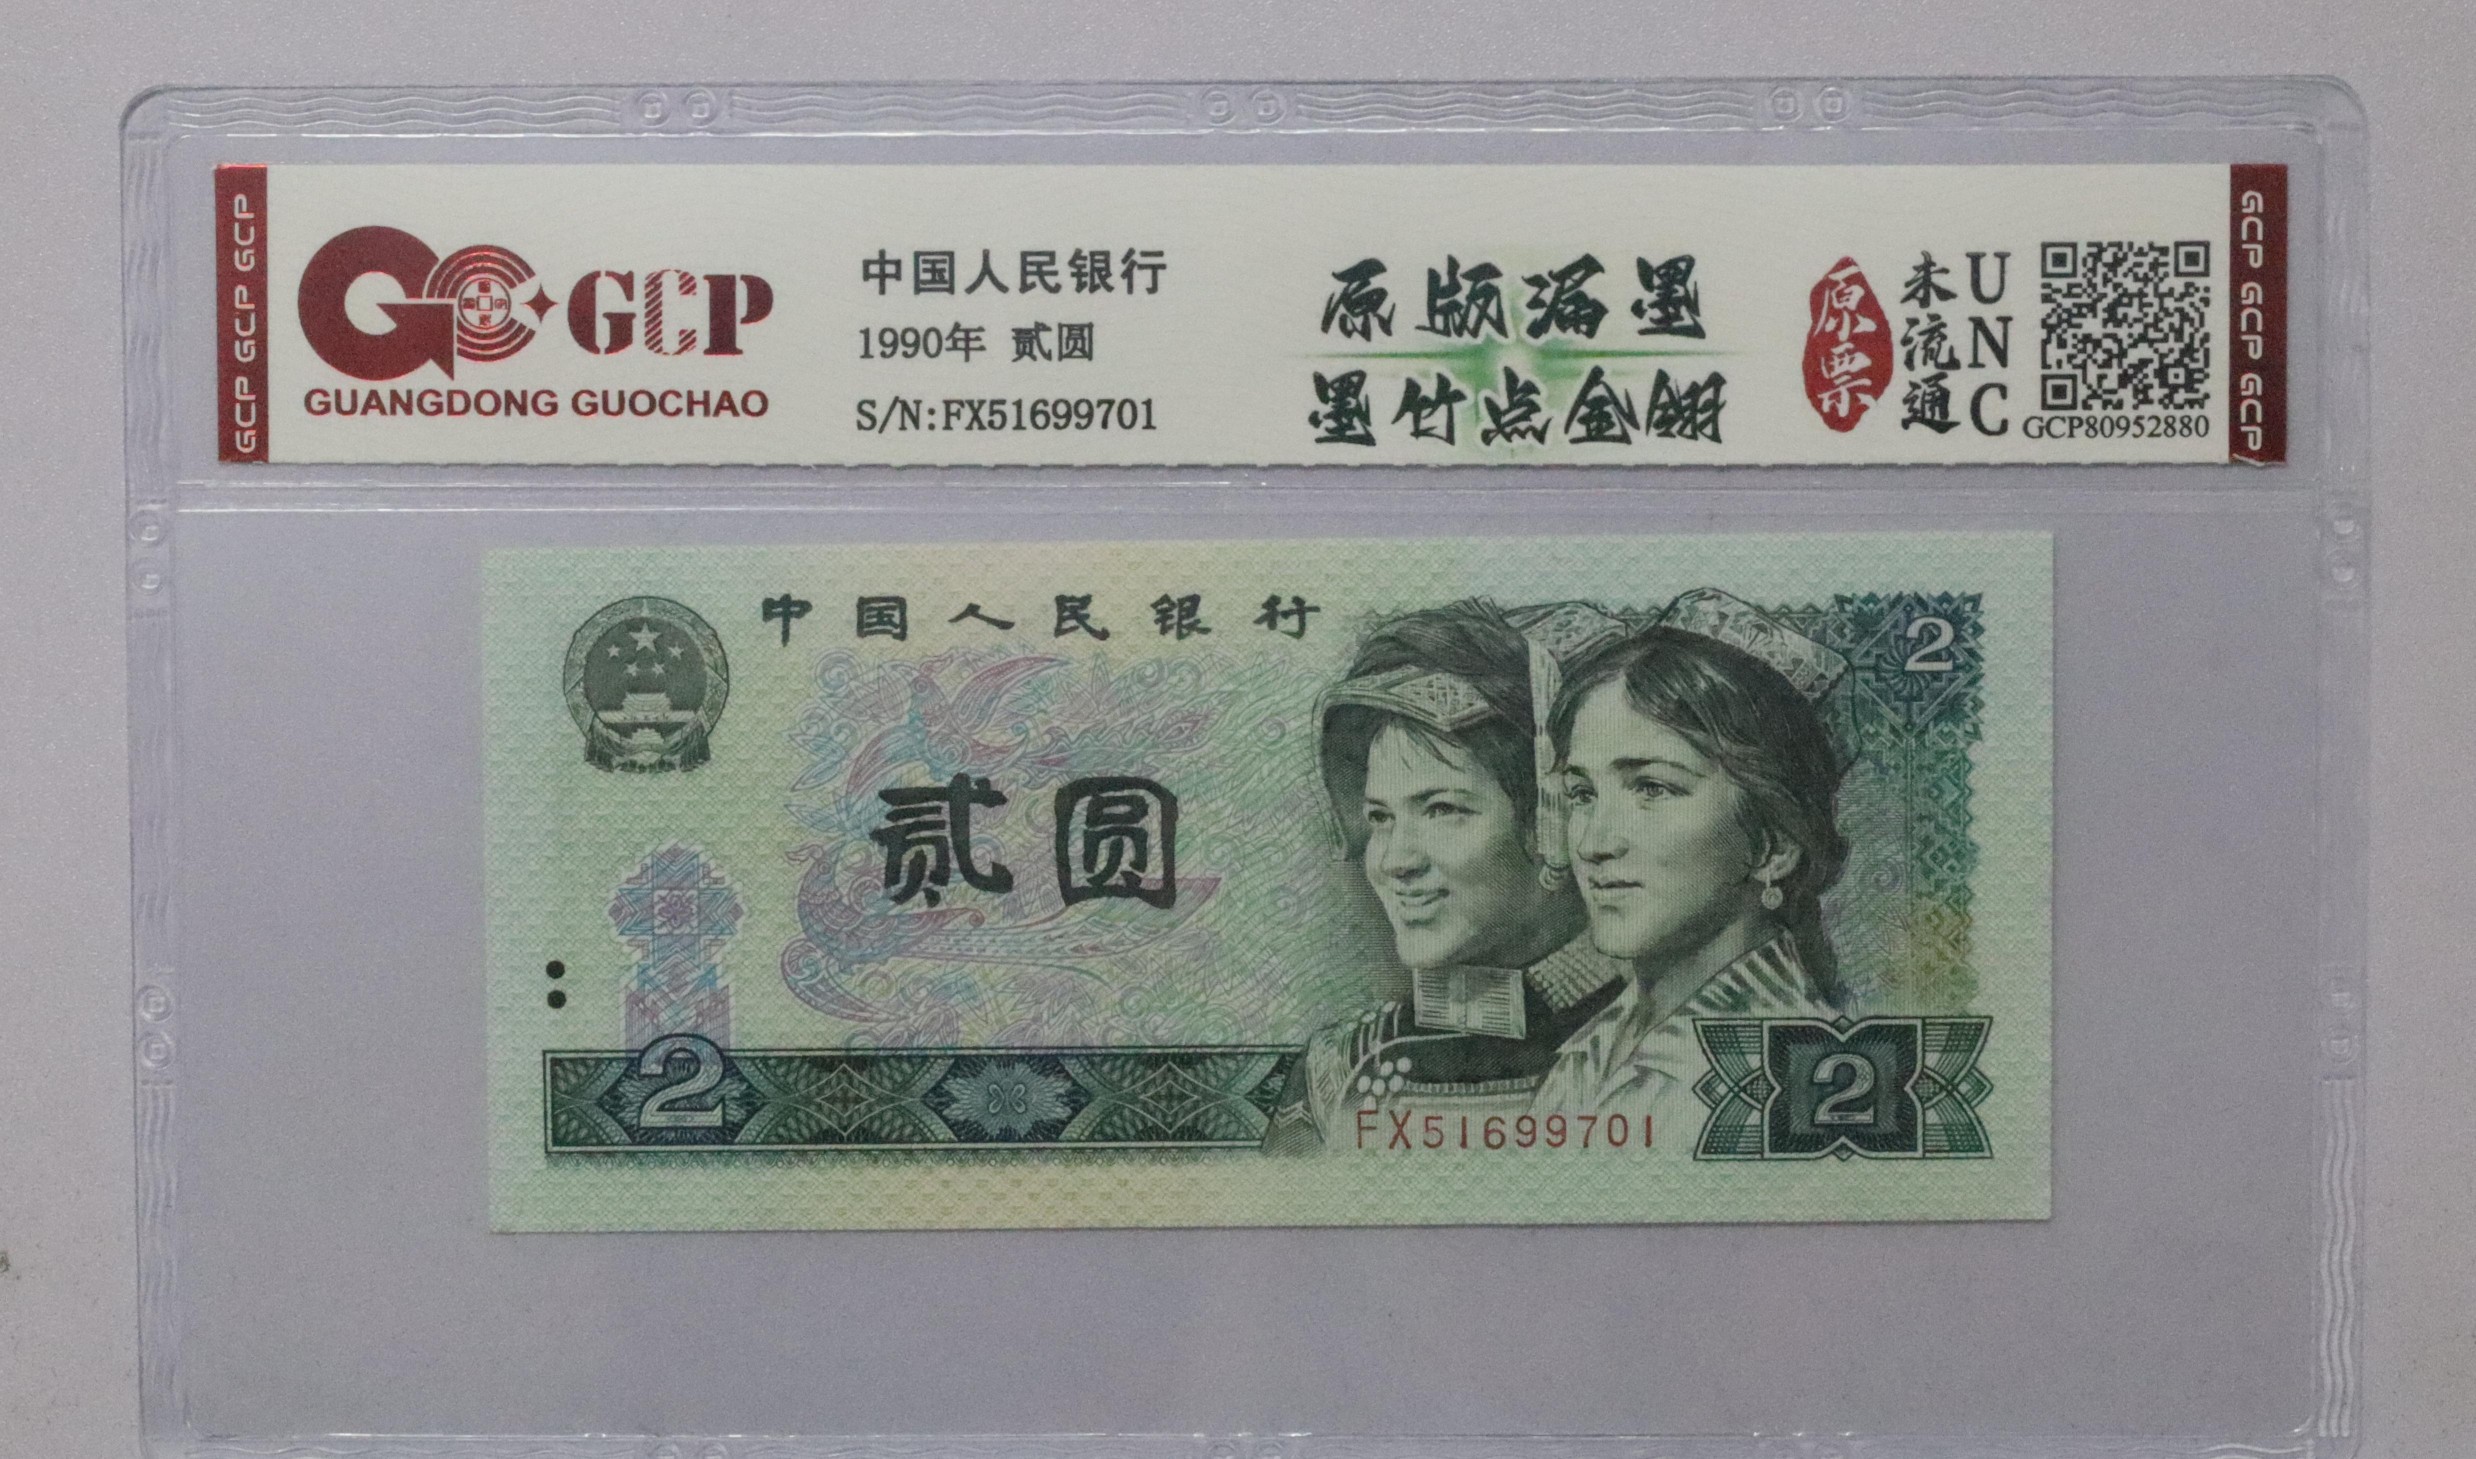 GCP GCP GCP
GCP
GUANGDONG GUOCHAO
中国人民银行
1990年 贰圆
S/N:FX51699701
原版漏墨
墨竹点金翎
原票
未流通
UNC
GCP80952880
GCP GCP GCP
中国人民银行
2
贰圆
2
FX51699701
2